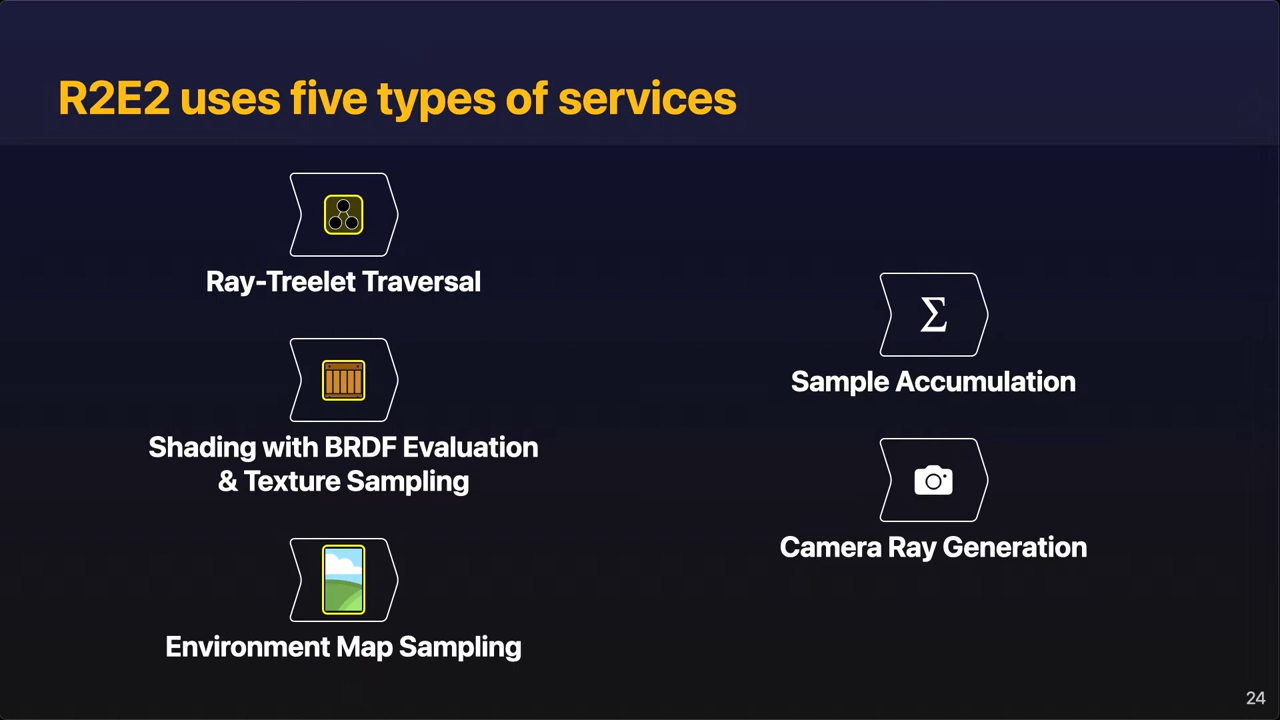 R2E2 uses five types of services
Ray-Treelet Traversal
Shading with BRDF Evaluation
& Texture Sampling
Environment Map Sampling
Σ
Sample Accumulation
Camera Ray Generation
24